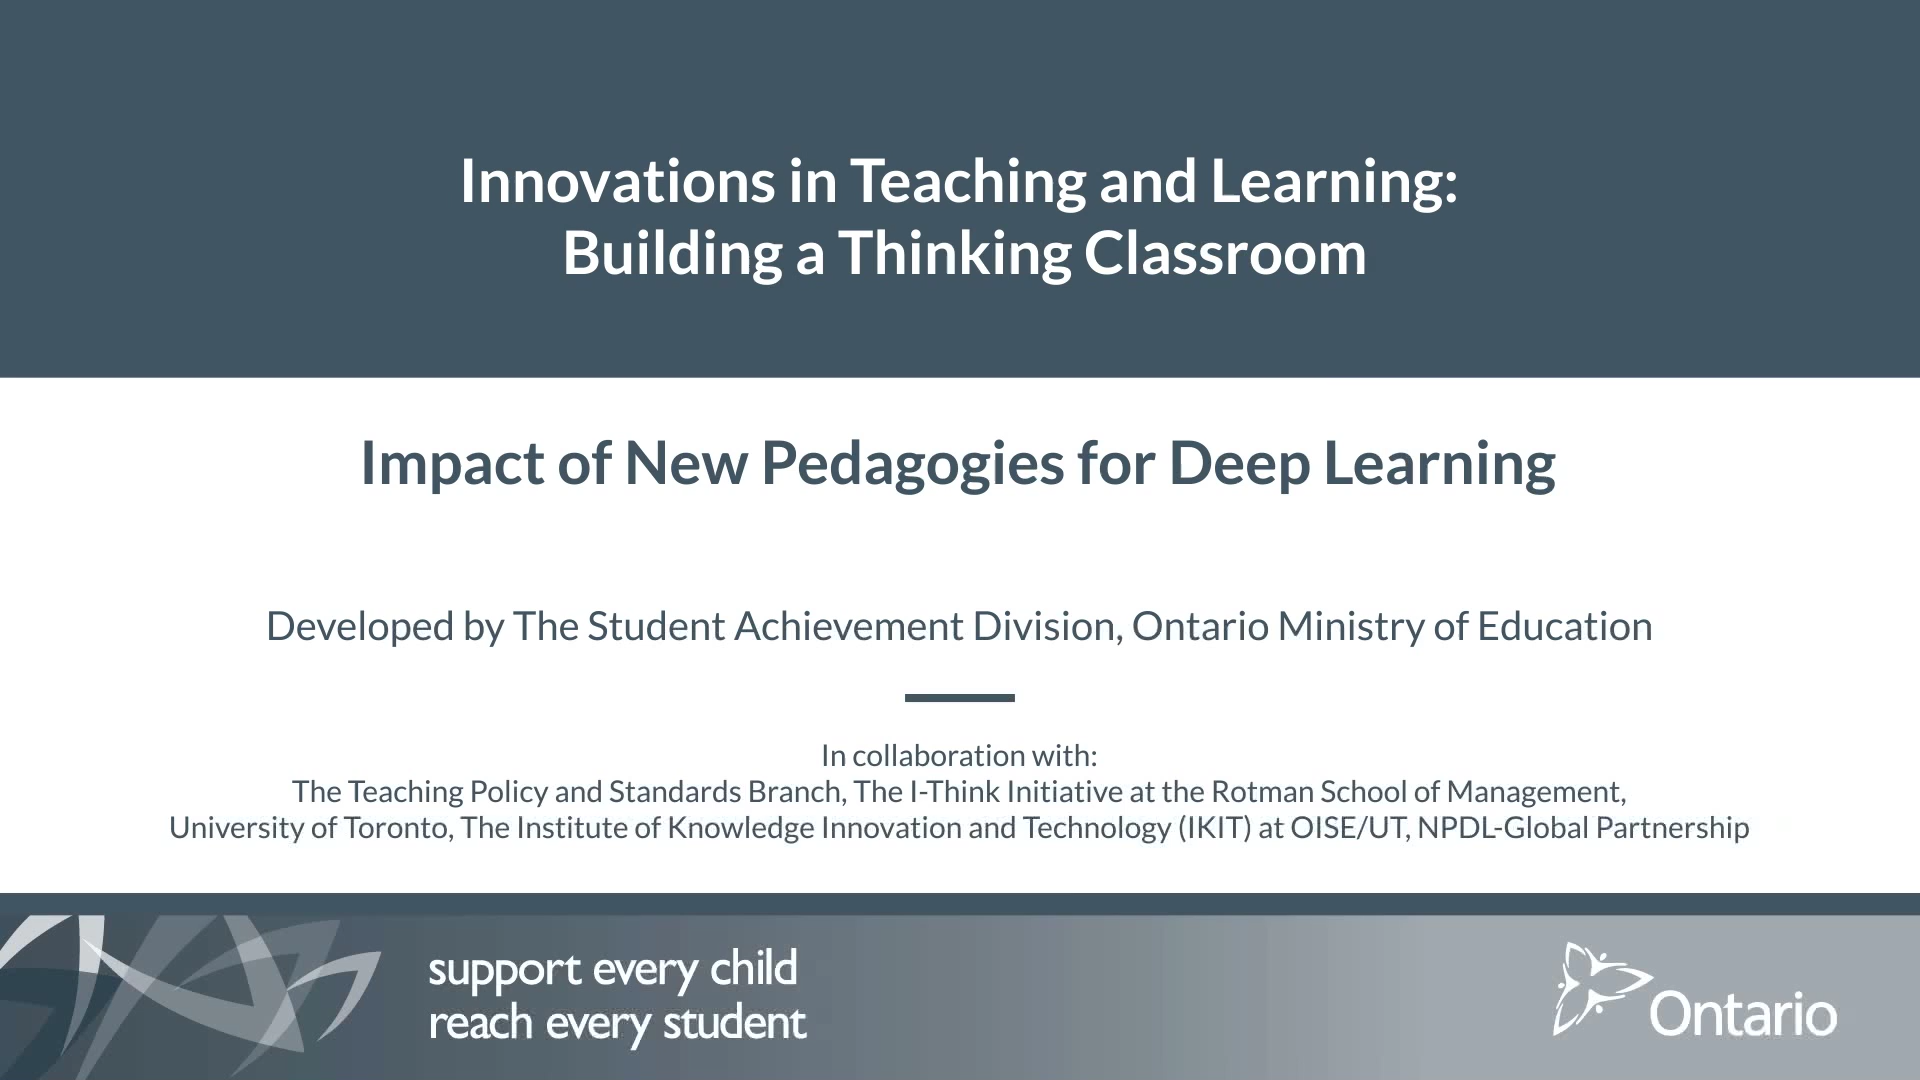 Innovations in Teaching and Learning:
Building a Thinking Classroom
Impact of New Pedagogies for Deep Learning
Developed by The Student Achievement Division, Ontario Ministry of Education
In collaboration with:
The Teaching Policy and Standards Branch, The I-Think Initiative at the Rotman School of Management,
University of Toronto, The Institute of Knowledge Innovation and Technology (IKIT) at OISE/UT, NPDL-Global Partnership
support every child
reach every student
Ontario